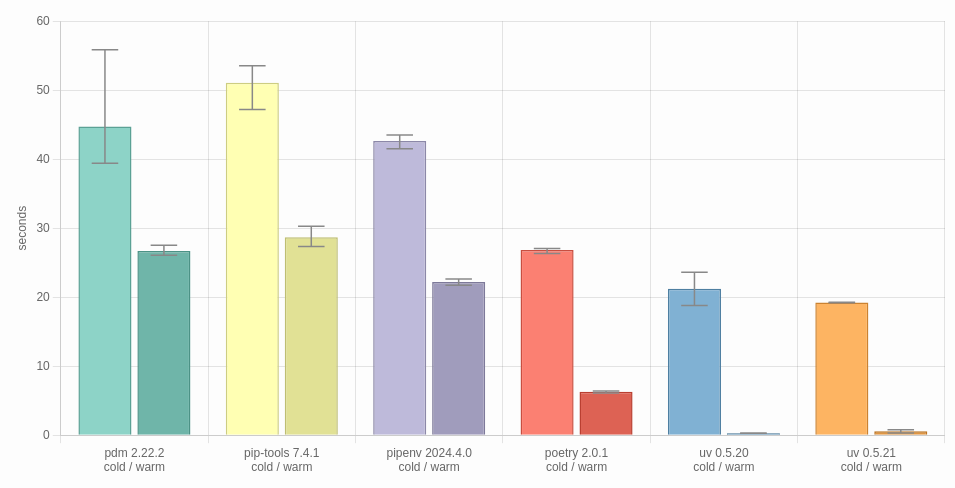 60
50
40
30
20
10
0
seconds
pdm 2.22.2
cold / warm
pip-tools 7.4.1
cold / warm
pipenv 2024.4.0
cold / warm
poetry 2.0.1
cold / warm
uv 0.5.20
cold / warm
uv 0.5.21
cold / warm